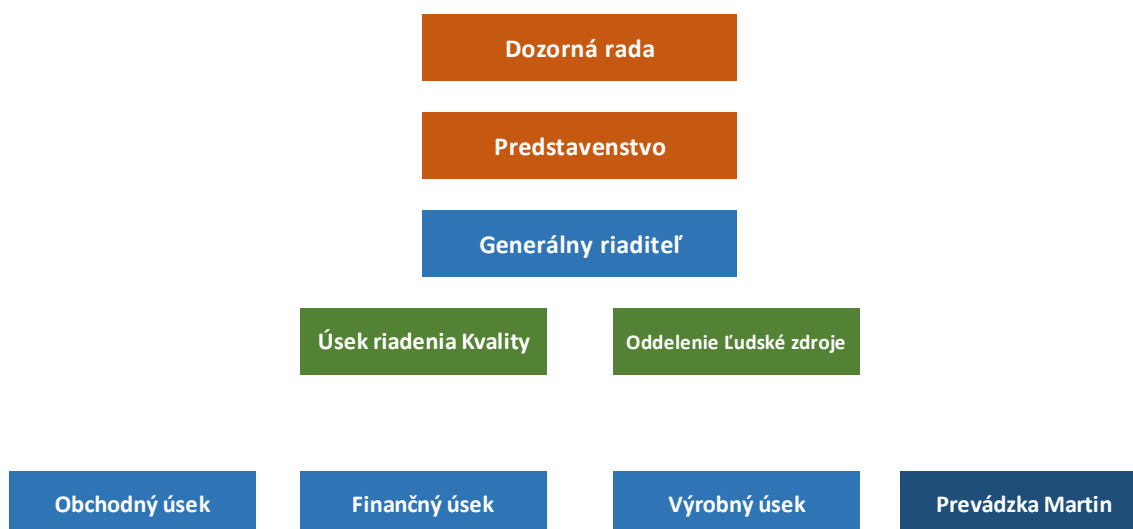 Dozorná rada
Predstavenstvo
Generálny riaditeľ
Úsek riadenia Kvality
Oddelenie Ľudské zdroje
Obchodný úsek
Finančný úsek
Výrobný úsek
Prevádzka Martin